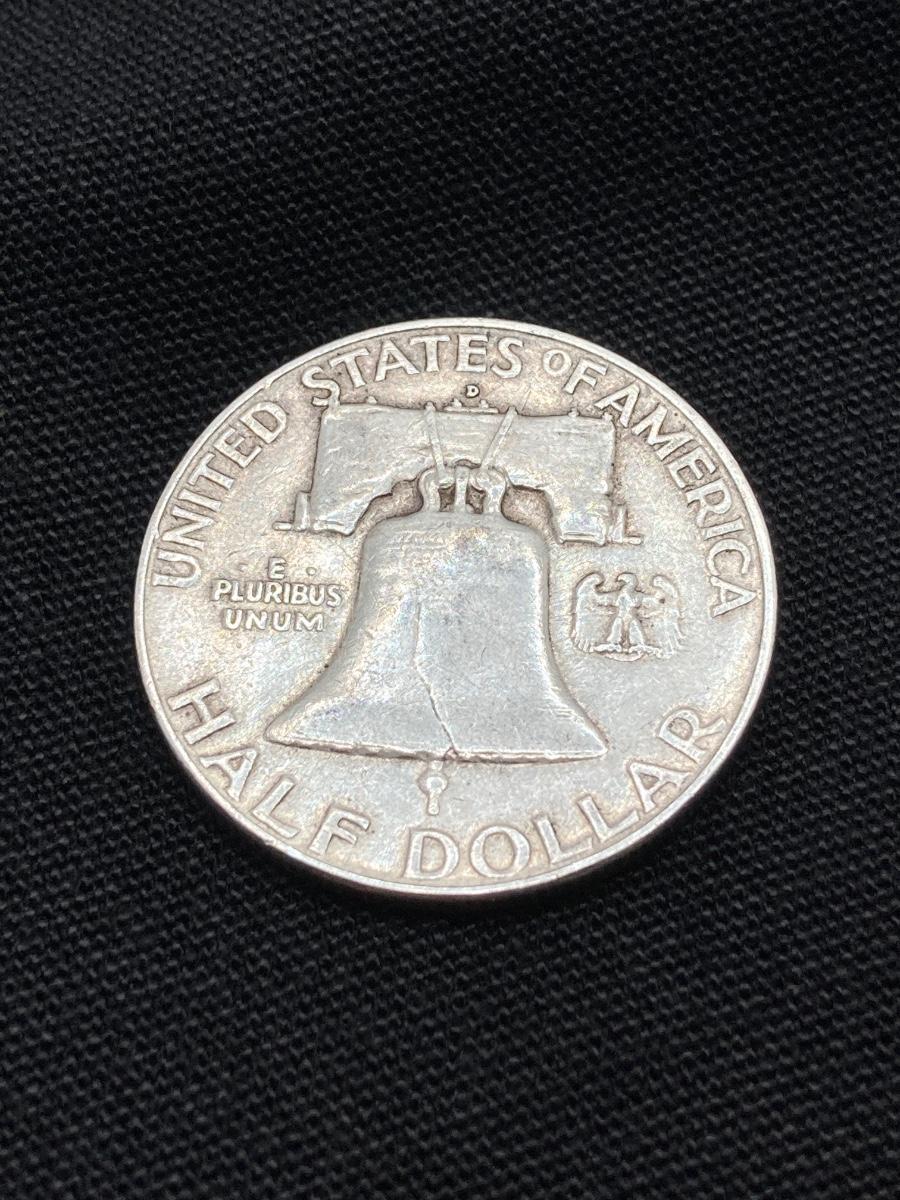 UNITED STATES OF AMERICA
D
· E ·
PLURIBUS
UNUM
HALF DOLLAR